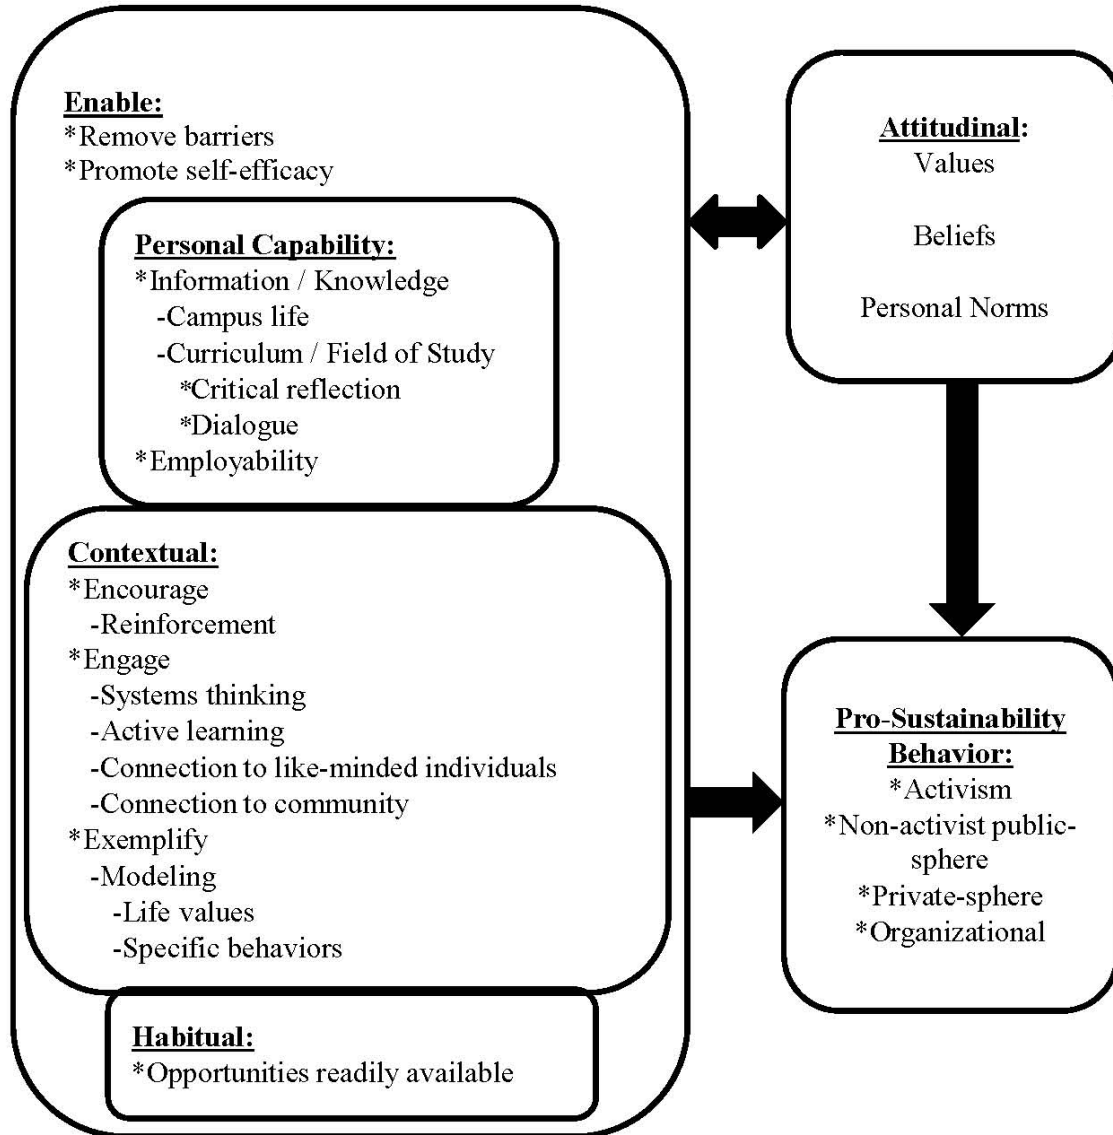 Enable:
*Remove barriers
*Promote self-efficacy
Personal Capability:
*Information / Knowledge
-Campus life
-Curriculum / Field of Study
*Critical reflection
*Dialogue
*Employability
Contextual:
*Encourage
-Reinforcement
*Engage
-Systems thinking
-Active learning
-Connection to like-minded individuals
-Connection to community
*Exemplify
-Modeling
-Life values
-Specific behaviors
Habitual:
*Opportunities readily available
Attitudinal:
Values
Beliefs
Personal Norms
Pro-Sustainability
Behavior:
*Activism
*Non-activist public-
sphere
*Private-sphere
*Organizational